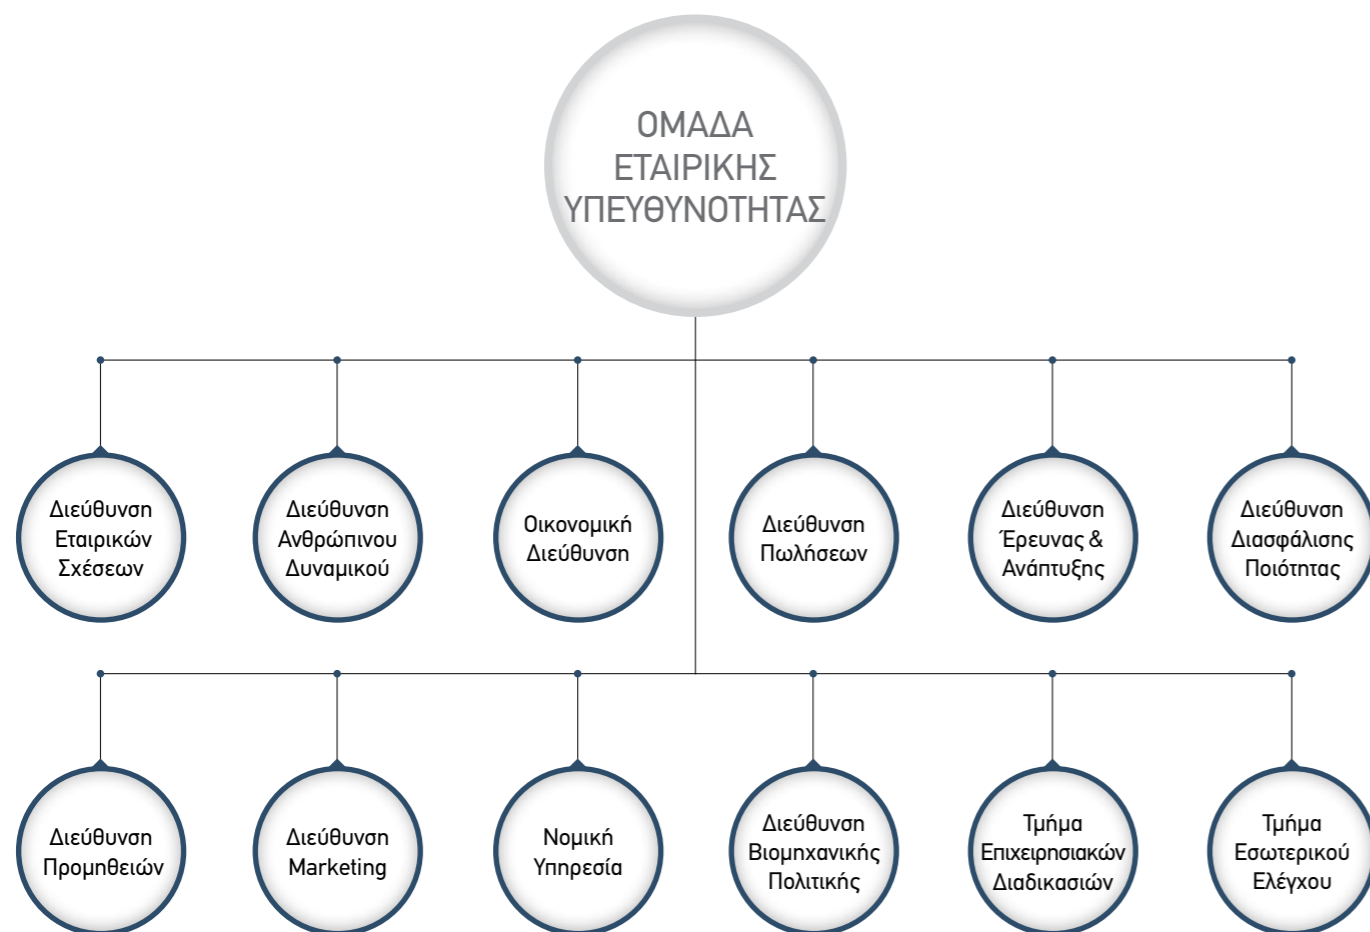 ΟΜΑΔΑ
ΕΤΑΙΡΙΚΗΣ
ΥΠΕΥΘΥΝΟΤΗΤΑΣ
Διεύθυνση
Εταιρικών
Σχέσεων
Διεύθυνση
Ανθρώπινου
Δυναμικού
Οικονομική
Διεύθυνση
Διεύθυνση
Πωλήσεων
Διεύθυνση
Έρευνας &
Ανάπτυξης
Διεύθυνση
Διασφάλισης
Ποιότητας
Διεύθυνση
Προμηθειών
Διεύθυνση
Marketing
Νομική
Υπηρεσία
Διεύθυνση
Βιομηχανικής
Πολιτικής
Τμήμα
Επιχειρησιακών
Διαδικασιών
Τμήμα
Εσωτερικού
Ελέγχου